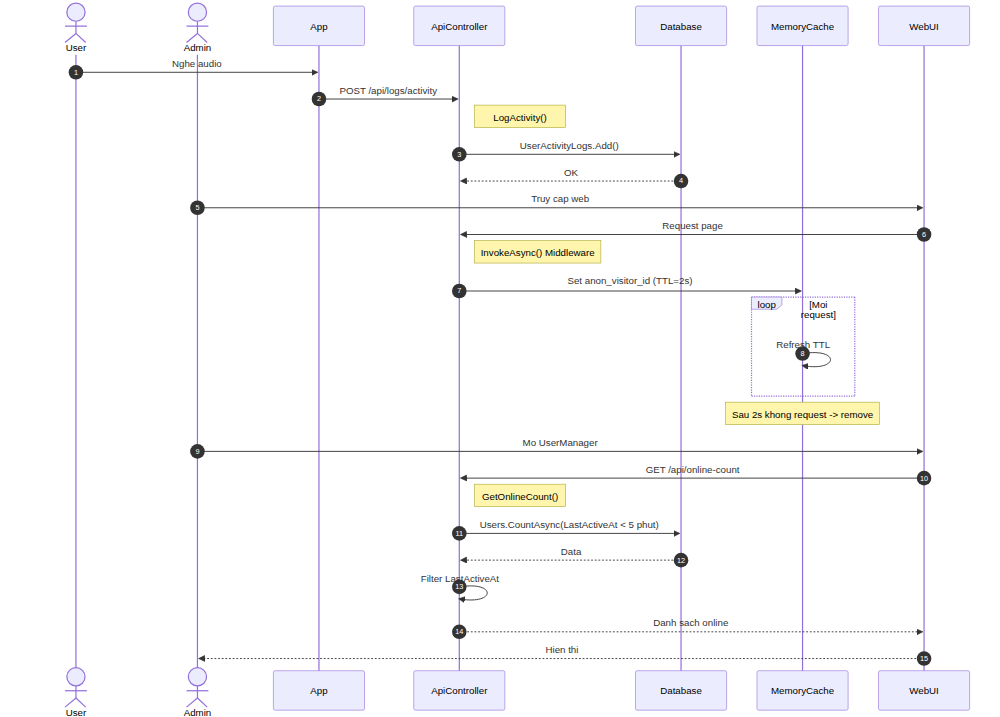 User
Admin
App
ApiController
Database
MemoryCache
WebUI
Nghe audio
1
POST /api/logs/activity
2
LogActivity()
UserActivityLogs.Add()
3
OK
4
Truy cap web
5
Request page
6
InvokeAsync() Middleware
Set anon_visitor_id (TTL=2s)
7
loop
[Moi
request]
Refresh TTL
8
Sau 2s khong request -> remove
Mo UserManager
9
GET /api/online-count
10
GetOnlineCount()
Users.CountAsync(LastActiveAt < 5 phut)
11
Data
12
Filter LastActiveAt
13
Danh sach online
14
Hien thi
15
User
Admin
App
ApiController
Database
MemoryCache
WebUI